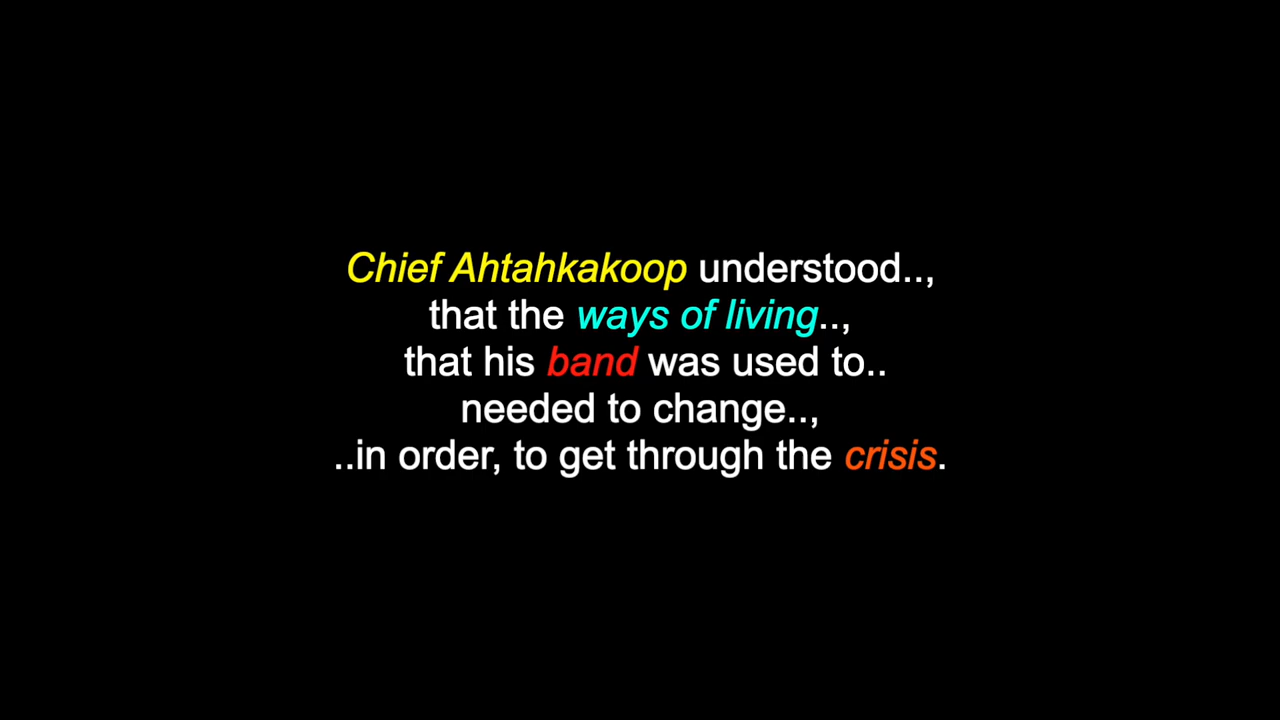 Chief Ahtahkakoop understood..,
that the ways of living..,
that his band was used to..
needed to change..,
..in order, to get through the crisis.